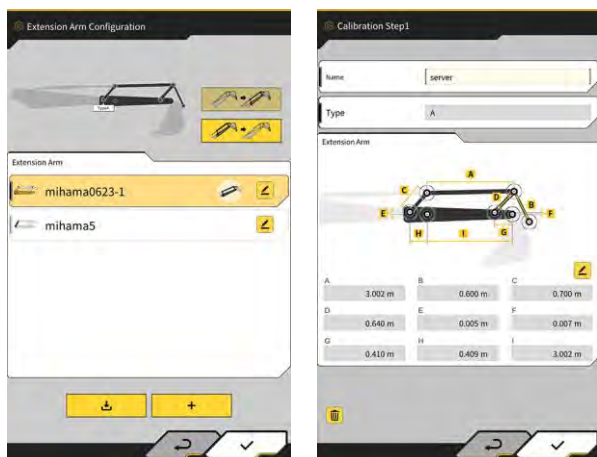 Extension Arm Configuration
TypeA
Extension Arm
mihama0623-1
mihama5
+
Calibration Step1
Name
server
Type
A
Extension Arm
A
C
D
B
E
F
G
H
I
A
B
C
3.002 m
0.600 m
0.700 m
D
E
F
0.640 m
0.005 m
0.007 m
G
H
I
0.410 m
0.409 m
3.002 m